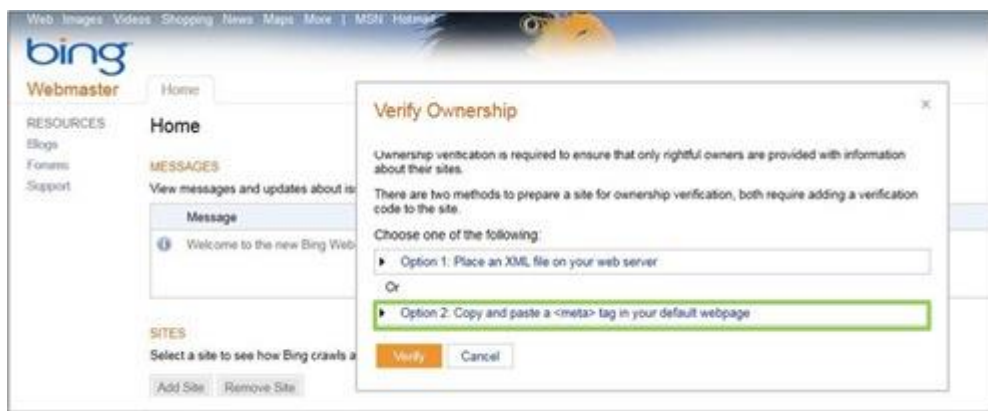 Web Images Videos Shopping News Maps More | MSN Hotmail
bing
Webmaster Home
RESOURCES
Blogs
Forums
Support
Home
MESSAGES
View messages and updates about is
Message
Welcome to the new Bing Web
SITES
Select a site to see how Bing crawls a
Add Site Remove Site
Verify Ownership
Ownership verification is required to ensure that only rightful owners are provided with information
about their sites.
There are two methods to prepare a site for ownership verification, both require adding a verification
code to the site.
Choose one of the following:
Option 1: Place an XML file on your web server
Or
Option 2: Copy and paste a <meta> tag in your default webpage
Verify Cancel